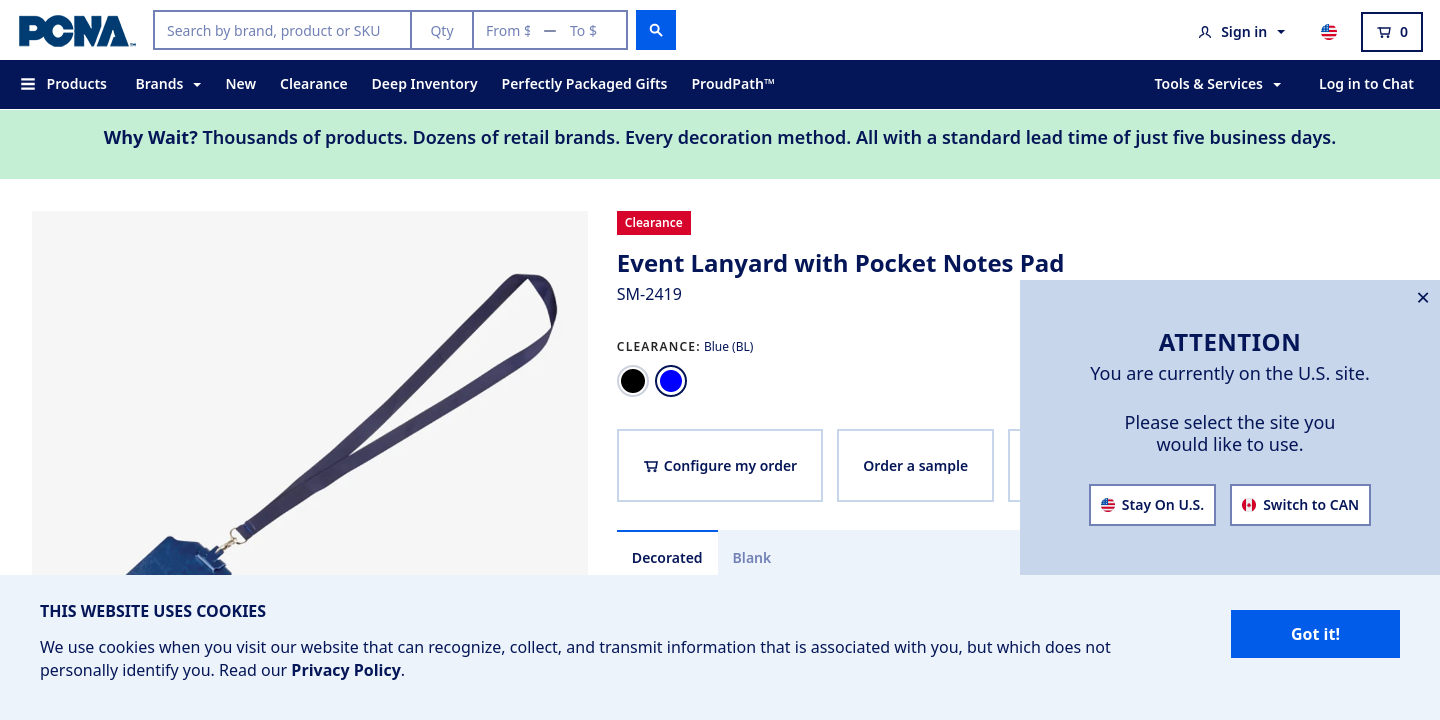 PCNA™
Search by brand, product or SKU
Qty
From $ — To $
Sign in
0
Products
Brands
New
Clearance
Deep Inventory
Perfectly Packaged Gifts
ProudPath™
Tools & Services
Log in to Chat
Why Wait? Thousands of products. Dozens of retail brands. Every decoration method. All with a standard lead time of just five business days.
Clearance
Event Lanyard with Pocket Notes Pad
SM-2419
CLEARANCE: Blue (BL)
Configure my order
Order a sample
Decorated
Blank
ATTENTION
You are currently on the U.S. site.
Please select the site you
would like to use.
Stay On U.S.
Switch to CAN
THIS WEBSITE USES COOKIES
We use cookies when you visit our website that can recognize, collect, and transmit information that is associated with you, but which does not
personally identify you. Read our Privacy Policy.
Got it!